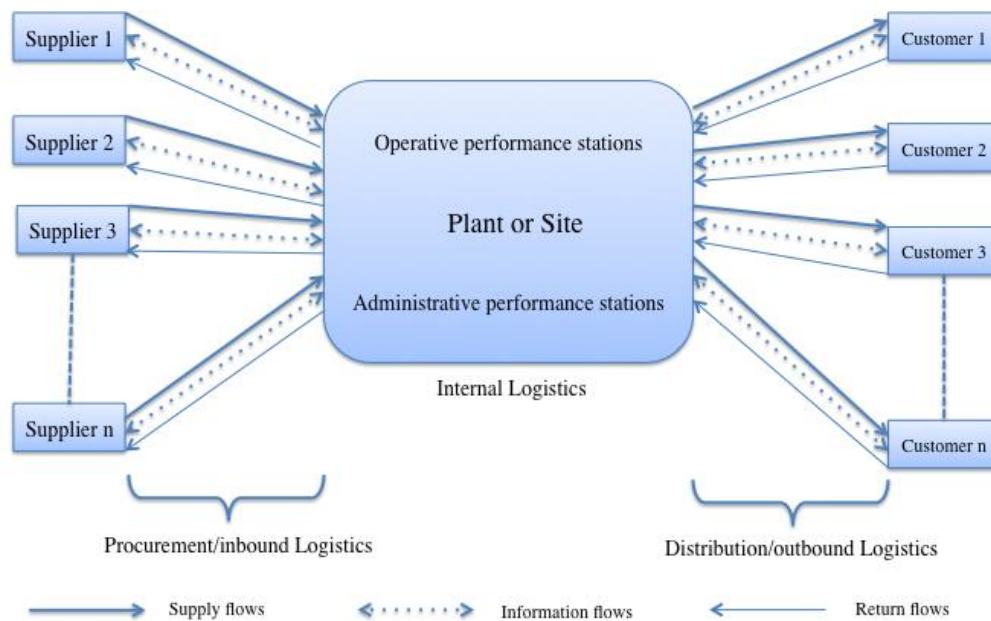 Supplier 1
Supplier 2
Supplier 3
Supplier n
Operative performance stations
Plant or Site
Administrative performance stations
Internal Logistics
Customer 1
Customer 2
Customer 3
Customer n
Procurement/inbound Logistics
Distribution/outbound Logistics
Supply flows
Information flows
Return flows